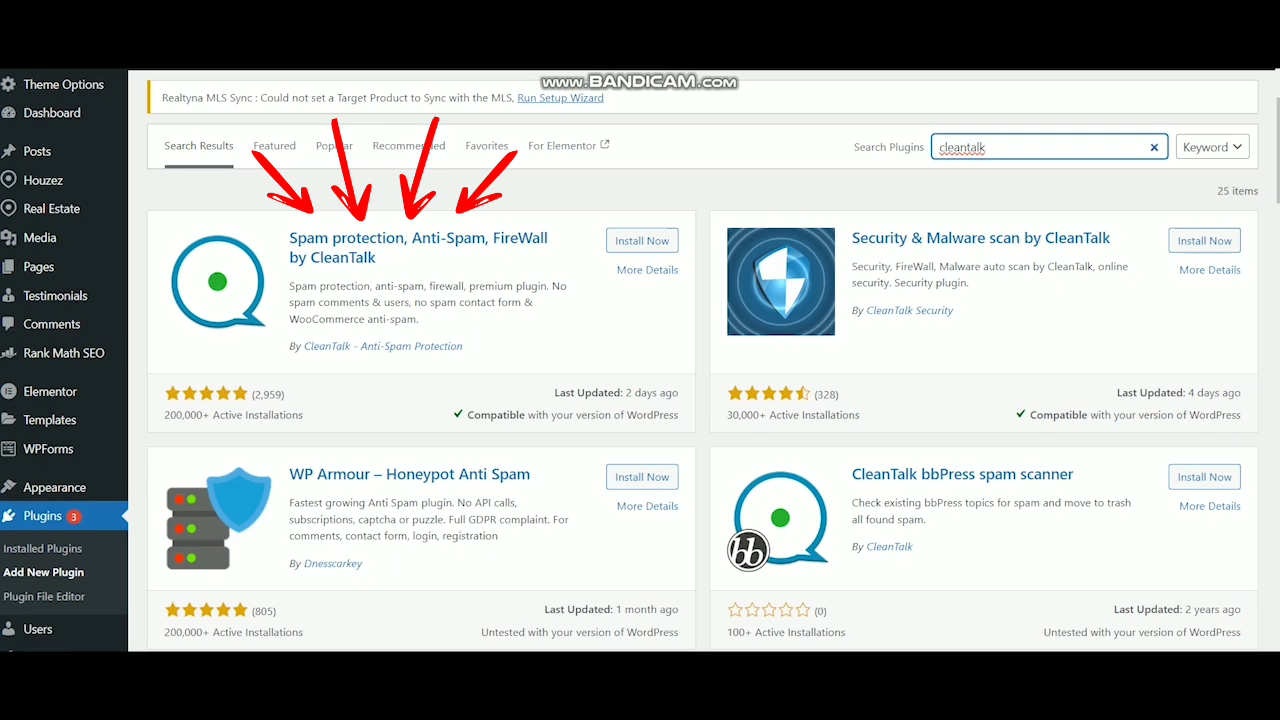 www.BANDICAM.com
Theme Options
Dashboard
Posts
Houzez
Real Estate
Media
Pages
Testimonials
Comments
Rank Math SEO
Elementor
Templates
WPForms
Appearance
Plugins 3
Installed Plugins
Add New Plugin
Plugin File Editor
Users
Realtyna MLS Sync : Could not set a Target Product to Sync with the MLS, Run Setup Wizard
Search Results Featured Popular Recommended Favorites For Elementor
Search Plugins cleantalk × Keyword
25 items
Spam protection, Anti-Spam, FireWall
by CleanTalk
Install Now
More Details
Spam protection, anti-spam, firewall, premium plugin. No
spam comments & users, no spam contact form &
WooCommerce anti-spam.
By CleanTalk - Anti-Spam Protection
(2,959)
Last Updated: 2 days ago
200,000+ Active Installations
Compatible with your version of WordPress
Security & Malware scan by CleanTalk
Install Now
More Details
Security, FireWall, Malware auto scan by CleanTalk, online
security. Security plugin.
By CleanTalk Security
(328)
Last Updated: 4 days ago
30,000+ Active Installations
Compatible with your version of WordPress
WP Armour – Honeypot Anti Spam
Install Now
More Details
Fastest growing Anti Spam plugin. No API calls,
subscriptions, captcha or puzzle. Full GDPR complaint. For
comments, contact form, login, registration
By Dnesscarkey
(805)
Last Updated: 1 month ago
200,000+ Active Installations
Untested with your version of WordPress
CleanTalk bbPress spam scanner
Install Now
More Details
Check existing bbPress topics for spam and move to trash
all found spam.
By CleanTalk
bb
(0)
Last Updated: 2 years ago
100+ Active Installations
Untested with your version of WordPress